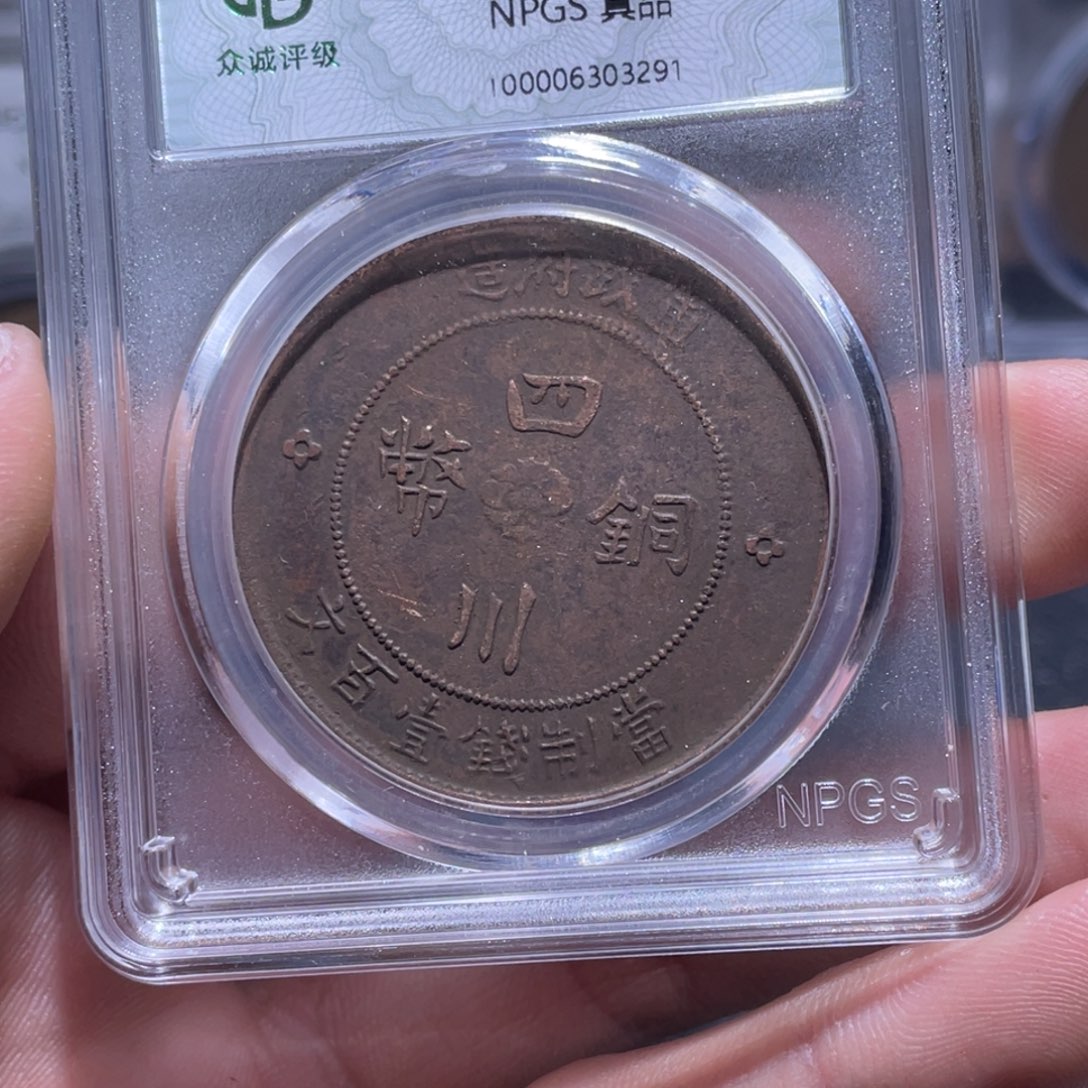 众诚评级
NPGS 真品
100006303291
軍政府造
四川銅幣
當制錢壹百文
NPGS